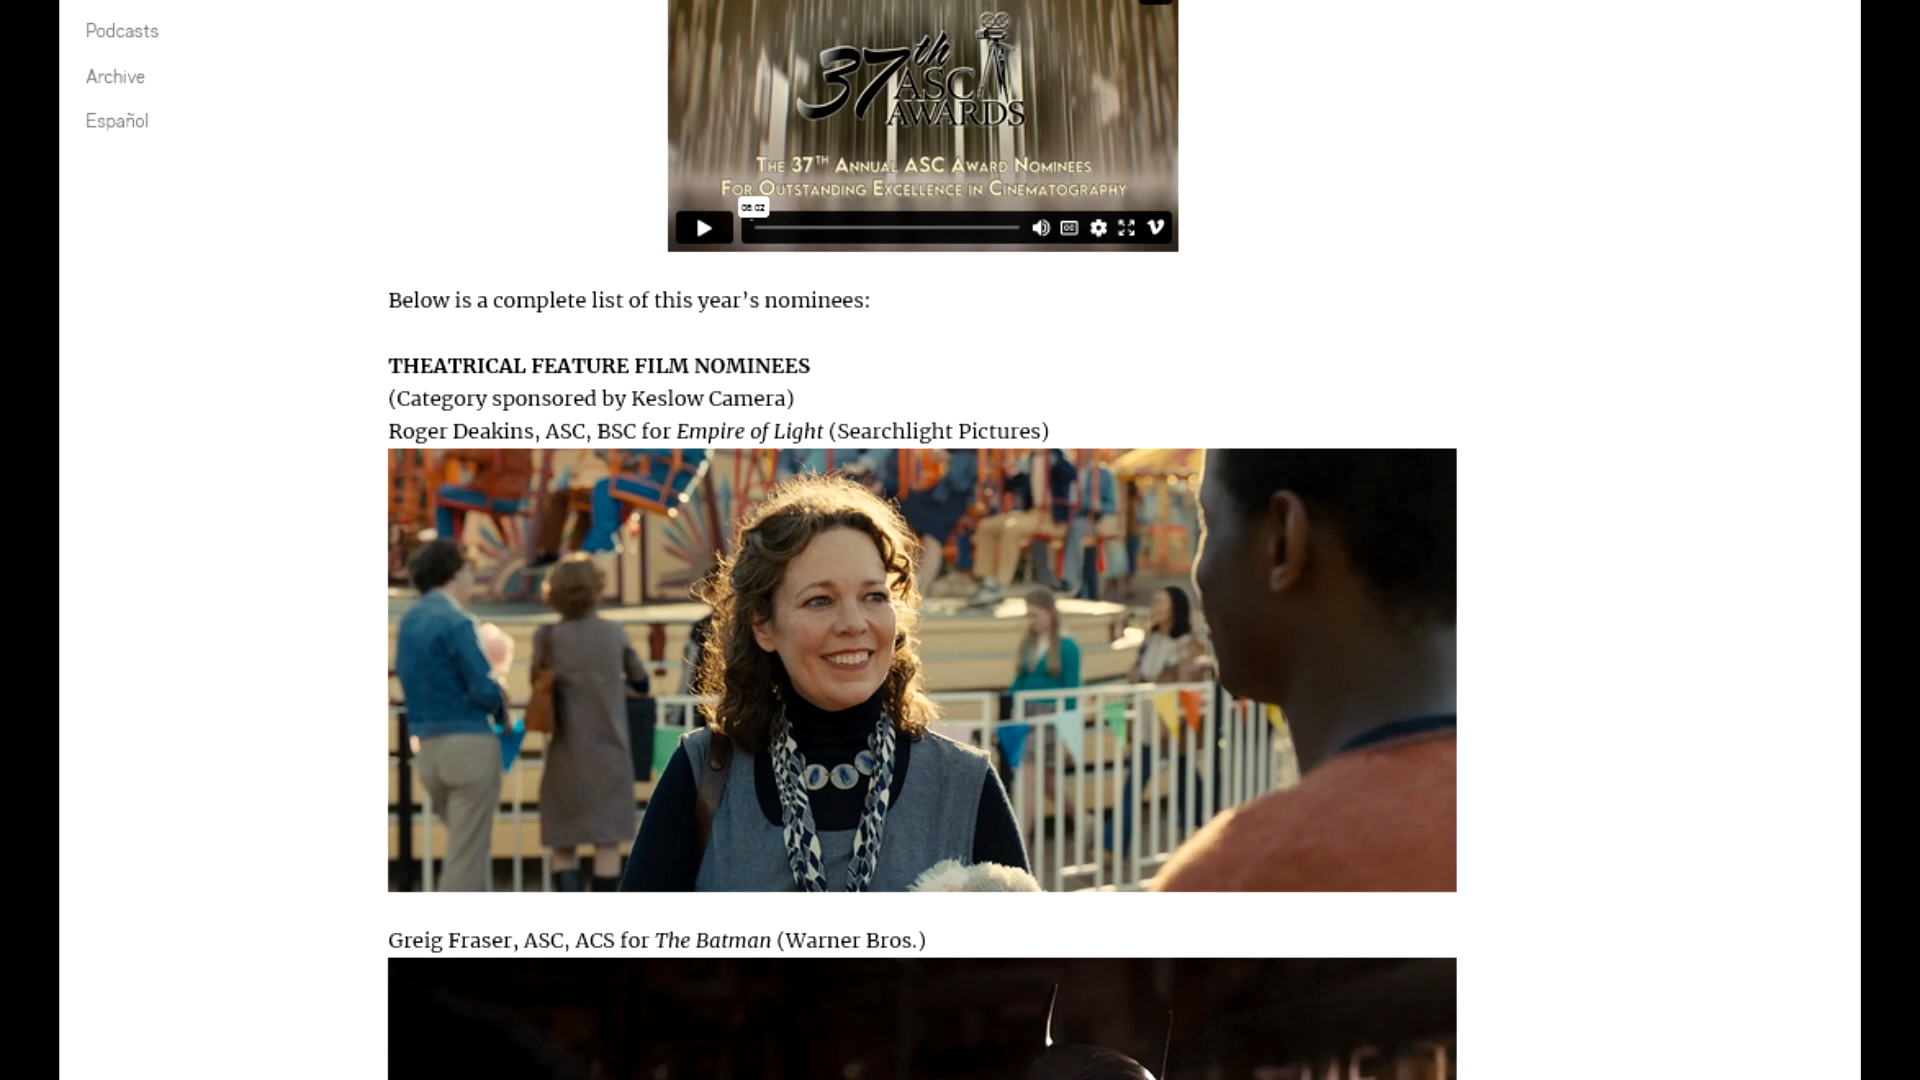 Podcasts
Archive
Español
37th
ASC
AWARDS
THE 37TH ANNUAL ASC AWARD NOMINEES
FOR OUTSTANDING EXCELLENCE IN CINEMATOGRAPHY
CC
Below is a complete list of this year’s nominees:
THEATRICAL FEATURE FILM NOMINEES
(Category sponsored by Keslow Camera)
Roger Deakins, ASC, BSC for Empire of Light (Searchlight Pictures)
Greig Fraser, ASC, ACS for The Batman (Warner Bros.)